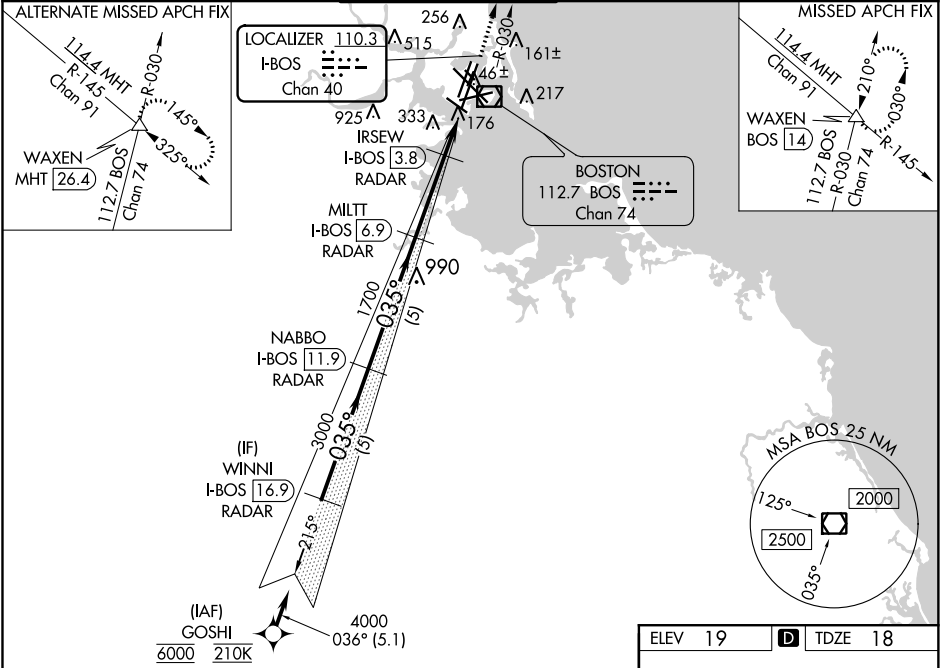 ALTERNATE MISSED APCH FIX
114.4 MHT
R-145
Chan 91
R-030
145°
325°
WAXEN
MHT 26.4
112.7 BOS
Chan 74
LOCALIZER 110.3
I-BOS
Chan 40
256
515
R-030
161±
46±
217
925
333
176
IRSEW
I-BOS 3.8
RADAR
BOSTON
112.7 BOS
Chan 74
MISSED APCH FIX
114.4 MHT
Chan 91
210°
030°
WAXEN
BOS 14
R-145
112.7 BOS
R-030
Chan 74
MILTT
I-BOS 6.9
RADAR
990
1700
035°
(5)
NABBO
I-BOS 11.9
RADAR
3000
035°
(5)
(IF)
WINNI
I-BOS 16.9
RADAR
215°
(IAF)
GOSHI
6000 210K
4000
036° (5.1)
MSA BOS 25 NM
125°
2000
2500
035°
ELEV 19 D TDZE 18